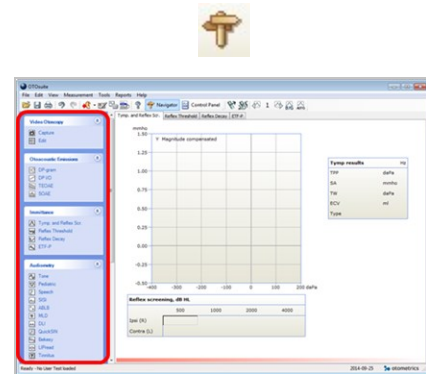 OTOsuite
File Edit View Measurement Tools Reports Help
Navigator Control Panel 1
Tymp. and Reflex Scr. Reflex Threshold Reflex Decay ETF-P
Video Otoscopy
Capture
Edit
Otoacoustic Emissions
DP-gram
DP I/O
TEOAE
SOAE
Immittance
Tymp. and Reflex Scr.
Reflex Threshold
Reflex Decay
ETF-P
Audiometry
Tone
Pediatric
Speech
SISI
ABLB
MLD
DLI
QuickSIN
Békésy
LPread
Tinnitus
mmho
Y Magnitude compensated
1.50
1.25
1.00
0.75
0.50
0.25
0.00
-0.25
-0.50
-400 -300 -200 -100 0 100 200 daPa
Tymp results Hz
TPP daPa
SA mmho
TW daPa
ECV ml
Type
Reflex screening, dB HL
500 1000 2000 4000
Ipsi (R)
Contra (L)
Ready - No User Test loaded
2014-09-25 otometrics